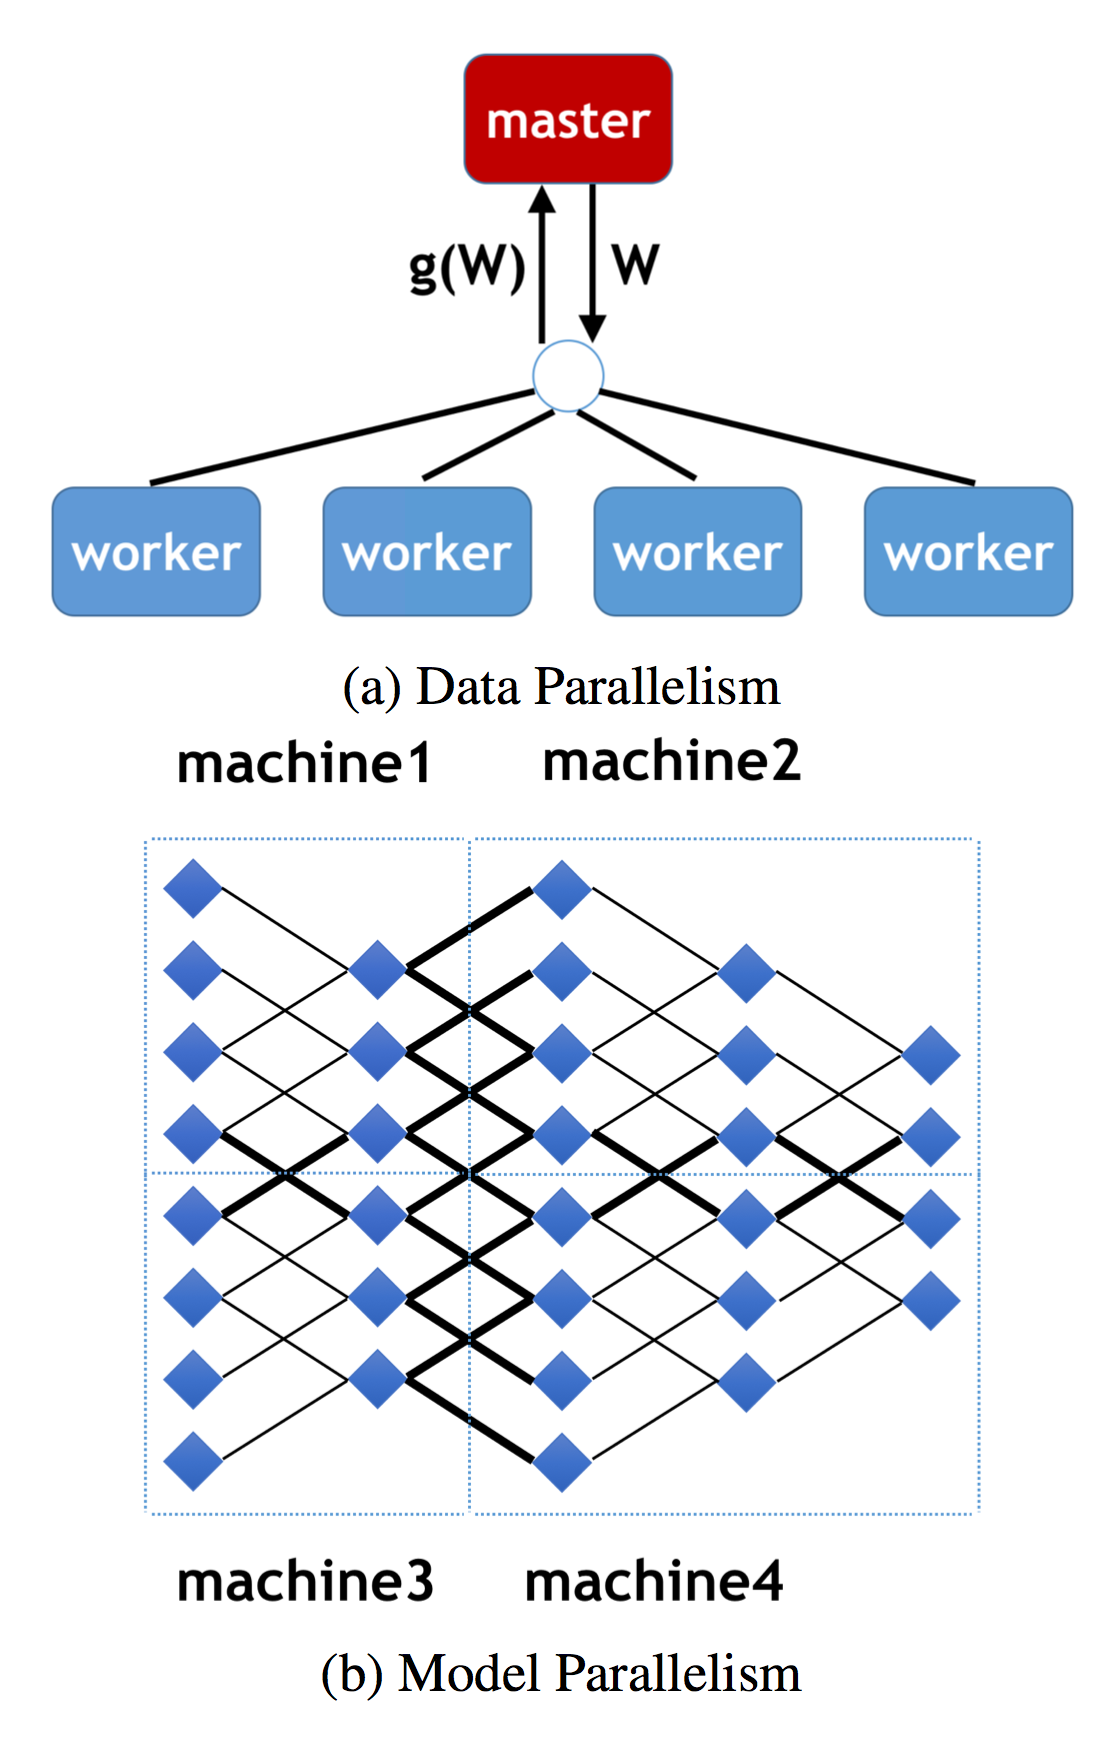 master
g(W) W
worker worker worker worker
(a) Data Parallelism
machine1 machine2
machine3 machine4
(b) Model Parallelism